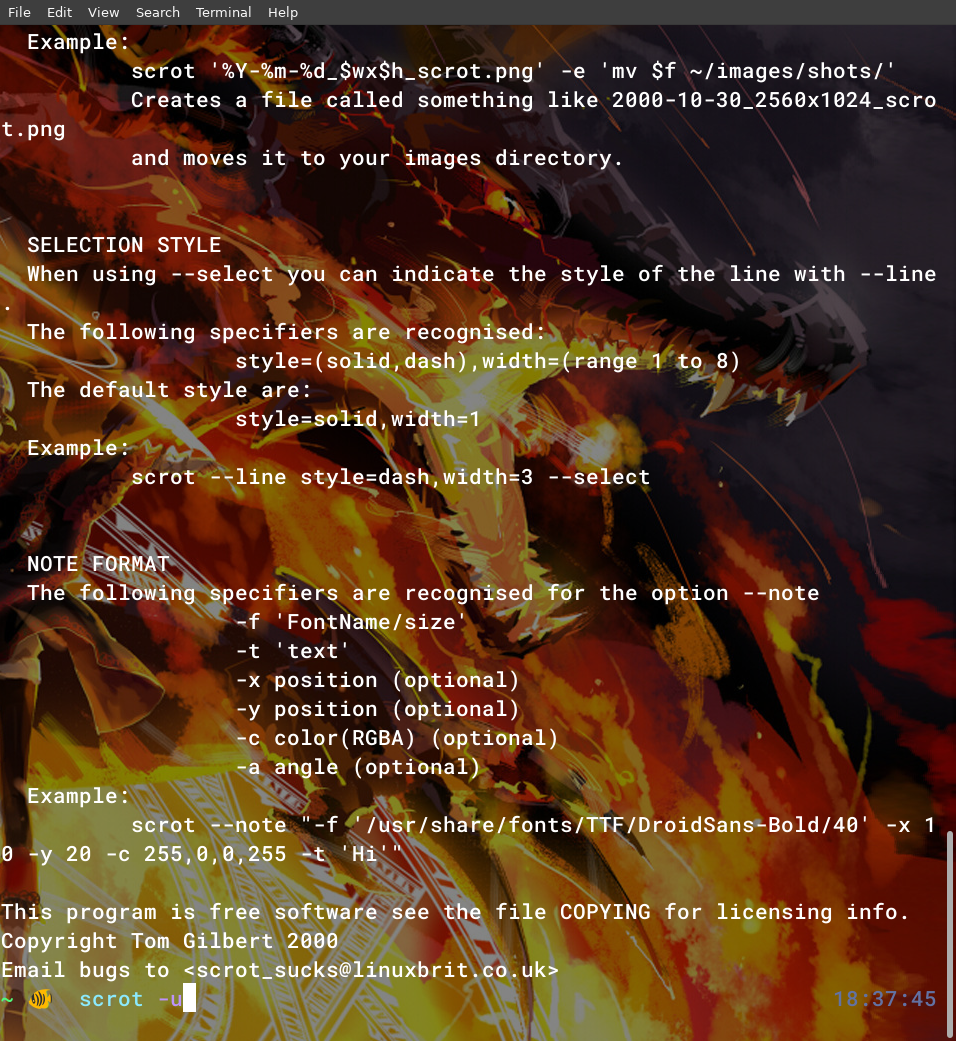 File Edit View Search Terminal Help
Example:
scrot '%Y-%m-%d_$wx$h_scrot.png' -e 'mv $f ~/images/shots/'
Creates a file called something like 2000-10-30_2560x1024_scro
t.png
and moves it to your images directory.
SELECTION STYLE
When using --select you can indicate the style of the line with --line
.
The following specifiers are recognised:
style=(solid,dash),width=(range 1 to 8)
The default style are:
style=solid,width=1
Example:
scrot --line style=dash,width=3 --select
NOTE FORMAT
The following specifiers are recognised for the option --note
-f 'FontName/size'
-t 'text'
-x position (optional)
-y position (optional)
-c color(RGBA) (optional)
-a angle (optional)
Example:
scrot --note "-f '/usr/share/fonts/TTF/DroidSans-Bold/40' -x 1
0 -y 20 -c 255,0,0,255 -t 'Hi'"
This program is free software see the file COPYING for licensing info.
Copyright Tom Gilbert 2000
Email bugs to <scrot_sucks@linuxbrit.co.uk>
~ 🐠 scrot -u 18:37:45